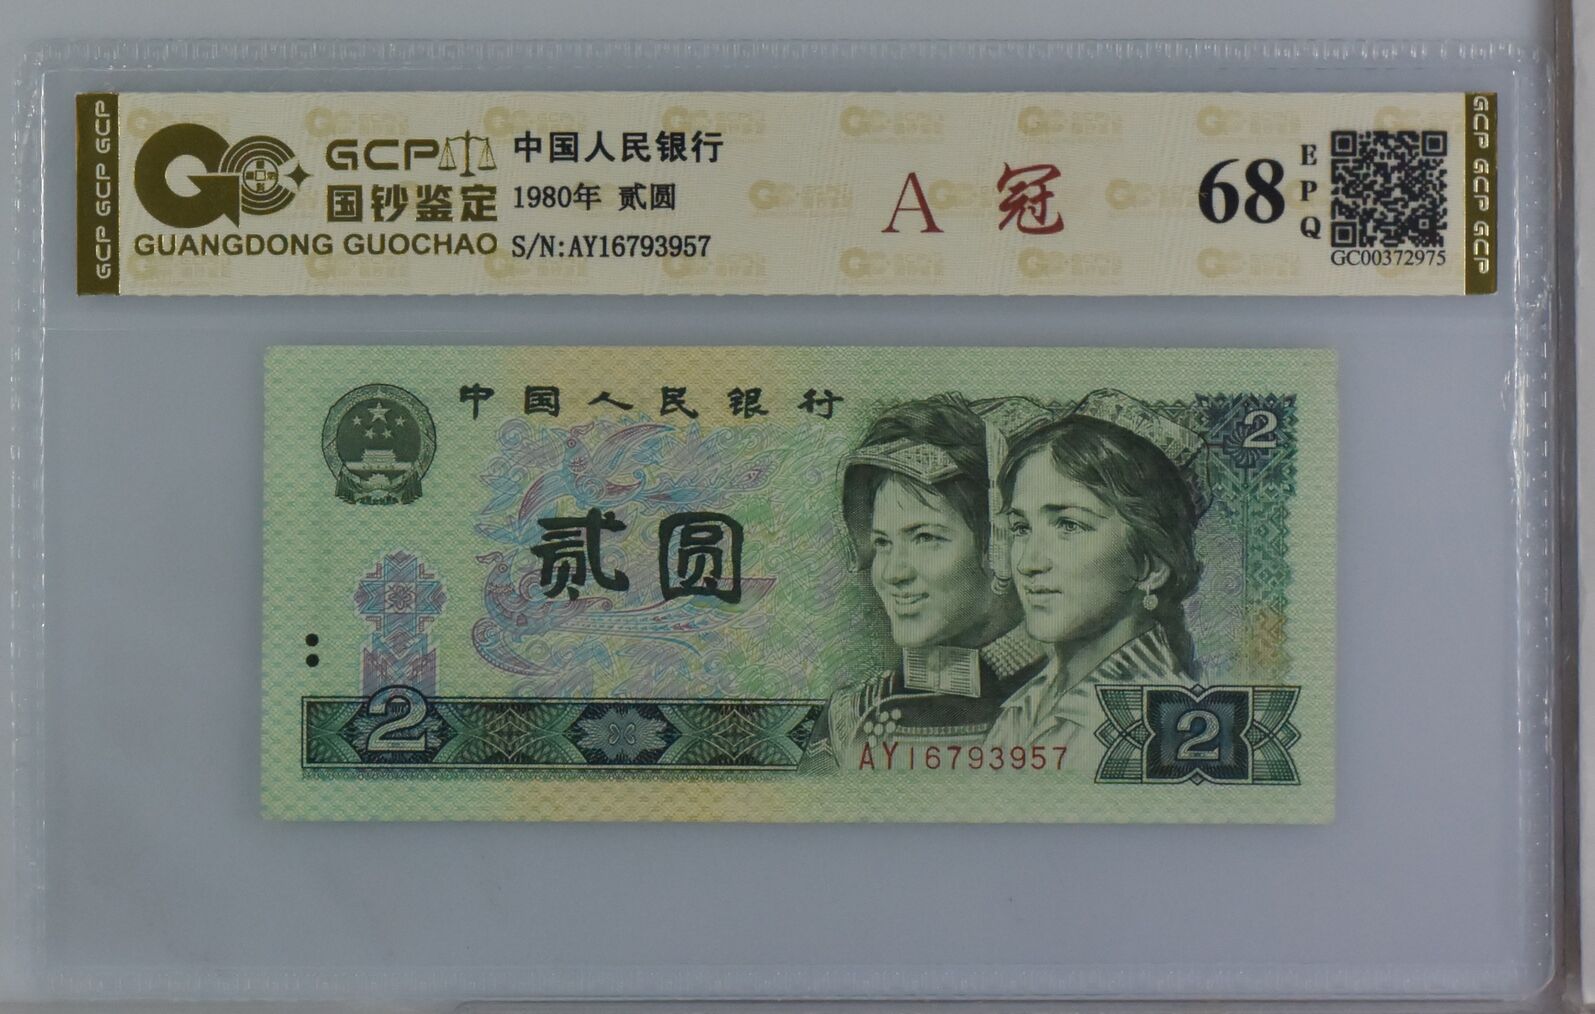 GCP GCP GCP
GCP
国钞鉴定
GUANGDONG GUOCHAO
中国人民银行
1980年 贰圆
S/N:AY16793957
A 冠
68
EPQ
GC00372975
GCP GCP GCP
中国人民银行
2
贰圆
2
AY16793957
2